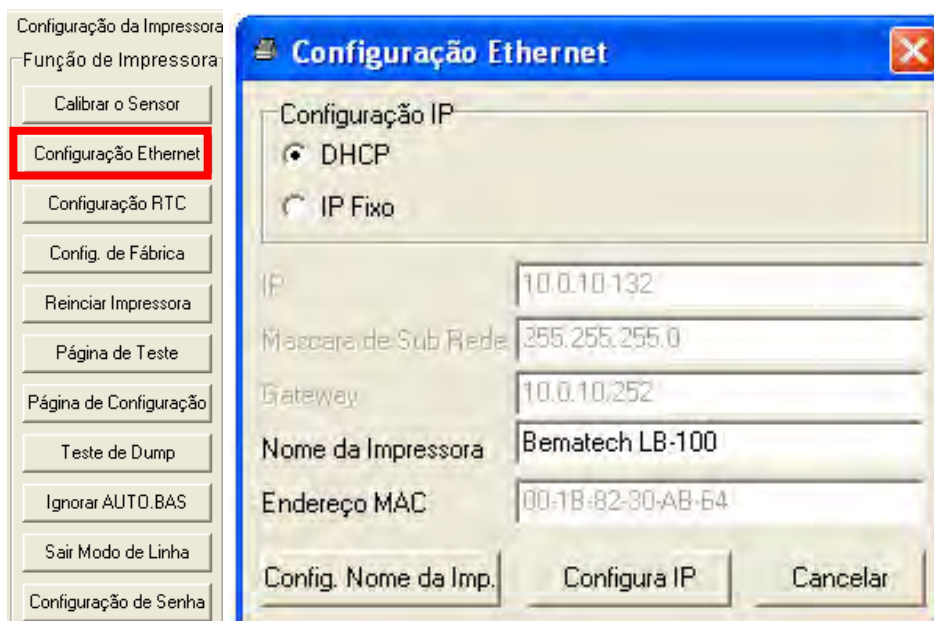 Configuração da Impressora
Função de Impressora
Calibrar o Sensor
Configuração Ethernet
Configuração RTC
Config. de Fábrica
Reinciar Impressora
Página de Teste
Página de Configuração
Teste de Dump
Ignorar AUTO.BAS
Sair Modo de Linha
Configuração de Senha
Configuração Ethernet
Configuração IP
DHCP
IP Fixo
IP 10.0.10.132
Mascara de Sub Rede 255.255.255.0
Gateway 10.0.10.252
Nome da Impressora Bematech LB-100
Endereço MAC 00-1B-82-30-AB-64
Config. Nome da Imp. Configura IP Cancelar